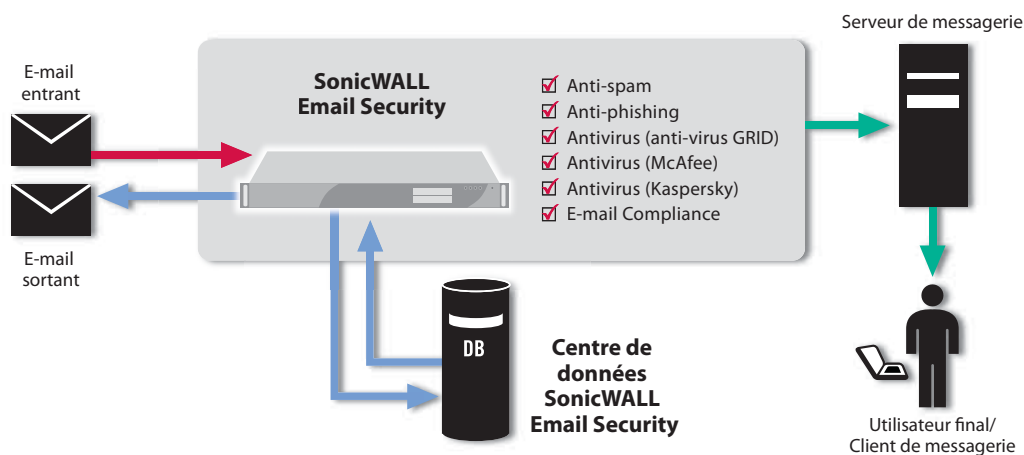 Serveur de messagerie
E-mail
entrant
SonicWALL
Email Security
Anti-spam
Anti-phishing
Antivirus (anti-virus GRID)
Antivirus (McAfee)
Antivirus (Kaspersky)
E-mail Compliance
E-mail
sortant
DB
Centre de
données
SonicWALL
Email Security
Utilisateur final/
Client de messagerie